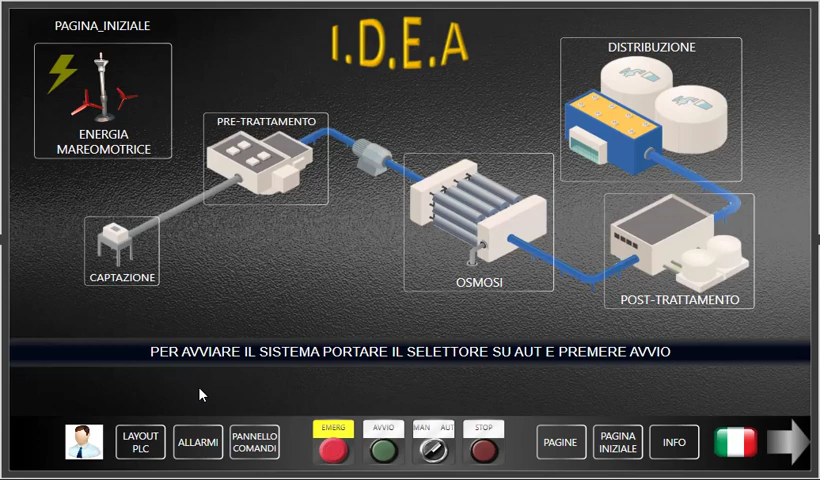 PAGINA_INIZIALE
I.D.E.A
DISTRIBUZIONE
ENERGIA
MAREOMOTRICE
PRE-TRATTAMENTO
CAPTAZIONE
OSMOSI
POST-TRATTAMENTO
PER AVVIARE IL SISTEMA PORTARE IL SELETTORE SU AUT E PREMERE AVVIO
LAYOUT
PLC
ALLARMI
PANNELLO
COMANDI
EMERG
AVVIO
MAN AUT
STOP
PAGINE
PAGINA
INIZIALE
INFO